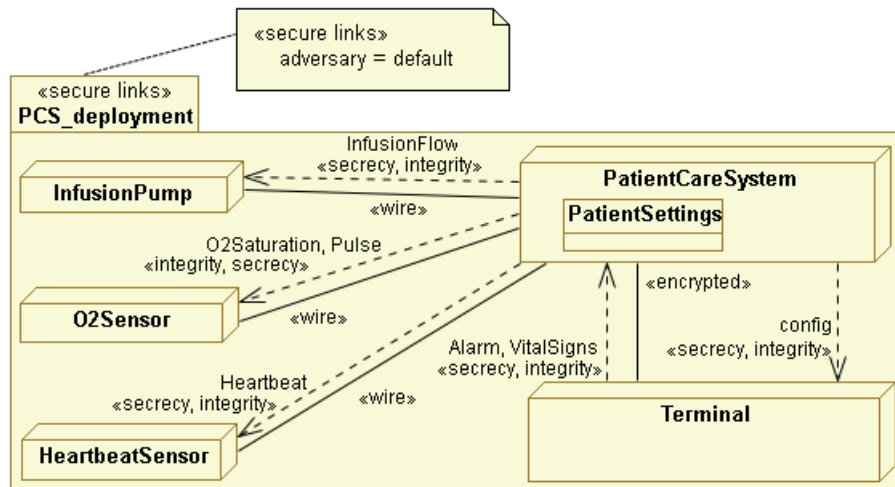 «secure links»
adversary = default
«secure links»
PCS_deployment
InfusionFlow
«secrecy, integrity»
InfusionPump
«wire»
PatientCareSystem
PatientSettings
O2Saturation, Pulse
«integrity, secrecy»
O2Sensor
«wire»
«encrypted»
config
«secrecy, integrity»
Alarm, VitalSigns
«secrecy, integrity»
Heartbeat
«secrecy, integrity»
«wire»
HeartbeatSensor
Terminal